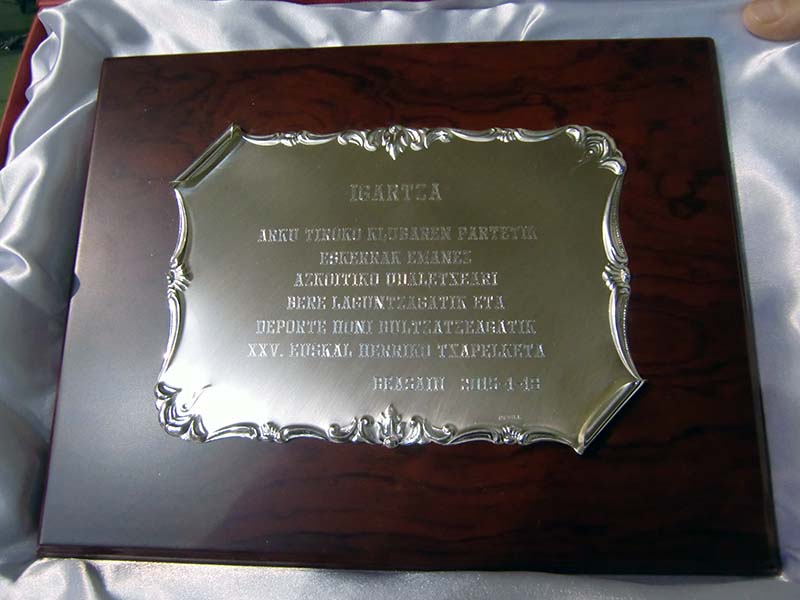 IGARTZA
ARKU TIROKO KLUBAREN PARTETIK
ESKERRAK EMANEZ
AZKOITIKO UDALETXEARI
BERE LAGUNTZAGATIK ETA
DEPORTE HONI BULTZATZEAGATIK
XXV. EUSKAL HERRIKO TXAPELKETA
BEASAIN